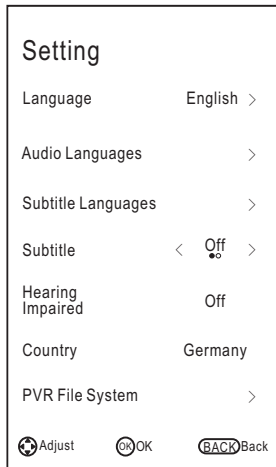 Setting
Language English >
Audio Languages >
Subtitle Languages >
Subtitle < Off >
Hearing
Impaired Off
Country Germany
PVR File System >
Adjust OK OK BACK Back